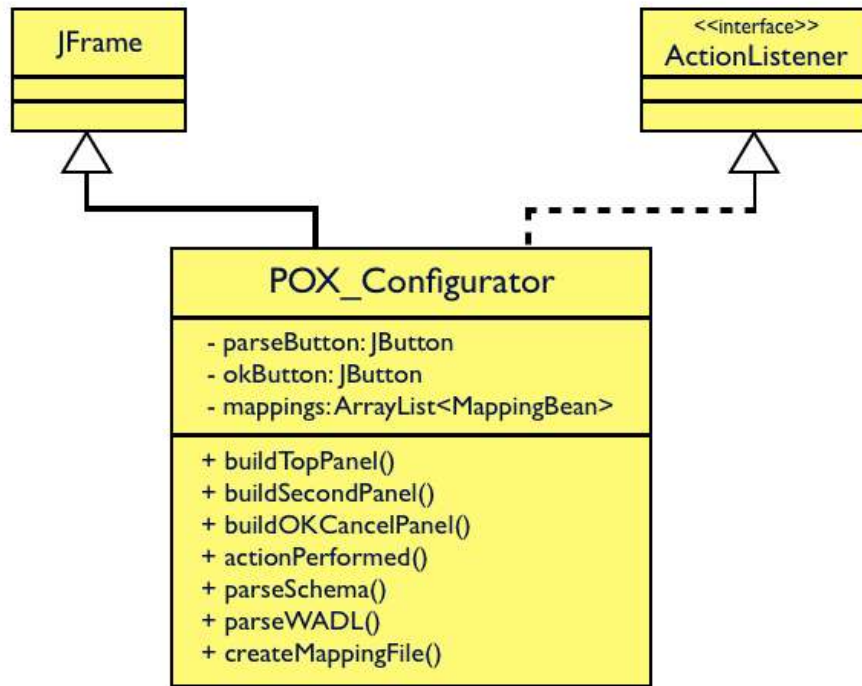 JFrame
<<interface>>
ActionListener
POX_Configurator
- parseButton: JButton
- okButton: JButton
- mappings: ArrayList<MappingBean>
+ buildTopPanel()
+ buildSecondPanel()
+ buildOKCancelPanel()
+ actionPerformed()
+ parseSchema()
+ parseWADL()
+ createMappingFile()